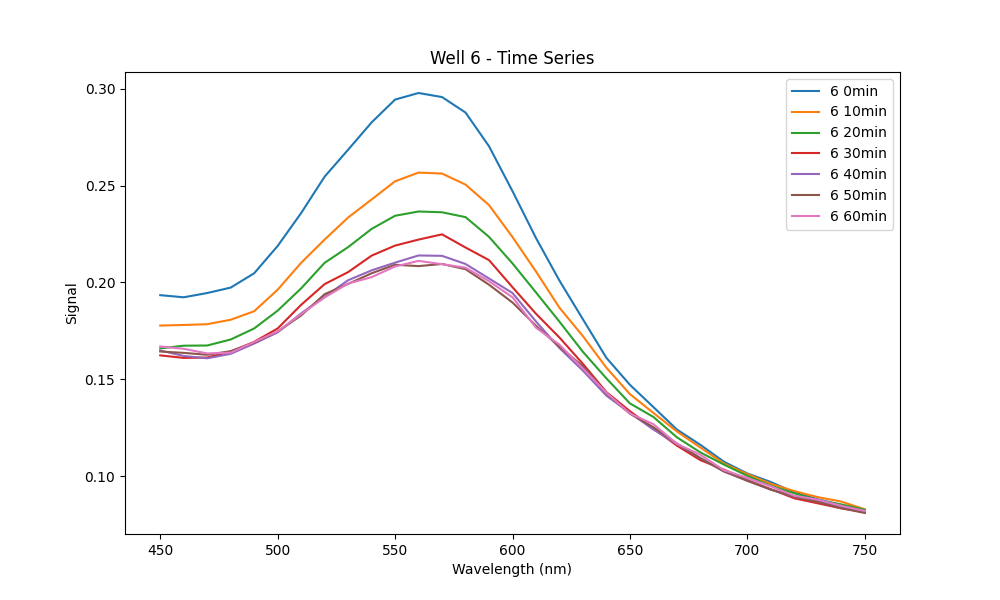 Well 6 - Time Series
Signal
0.30
0.25
0.20
0.15
0.10
6 0min
6 10min
6 20min
6 30min
6 40min
6 50min
6 60min
450 500 550 600 650 700 750
Wavelength (nm)